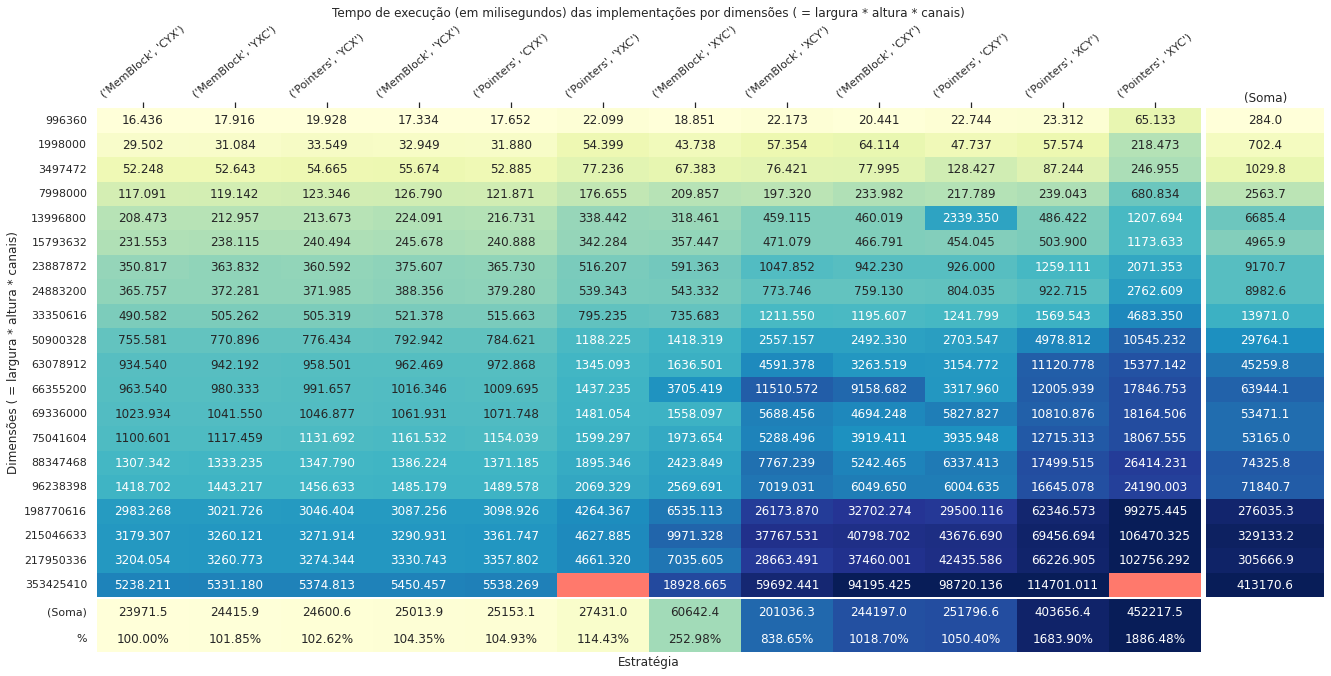 Tempo de execução (em milisegundos) das implementações por dimensões ( = largura * altura * canais)
('MemBlock', 'CYX') ('MemBlock', 'YXC') ('Pointers', 'YCX') ('MemBlock', 'YCX') ('Pointers', 'CYX') ('Pointers', 'YXC') ('MemBlock', 'XYC') ('MemBlock', 'XCY') ('MemBlock', 'CXY') ('Pointers', 'CXY') ('Pointers', 'XCY') ('Pointers', 'XYC') (Soma)
996360 16.436 17.916 19.928 17.334 17.652 22.099 18.851 22.173 20.441 22.744 23.312 65.133 284.0
1998000 29.502 31.084 33.549 32.949 31.880 54.399 43.738 57.354 64.114 47.737 57.574 218.473 702.4
3497472 52.248 52.643 54.665 55.674 52.885 77.236 67.383 76.421 77.995 128.427 87.244 246.955 1029.8
7998000 117.091 119.142 123.346 126.790 121.871 176.655 209.857 197.320 233.982 217.789 239.043 680.834 2563.7
13996800 208.473 212.957 213.673 224.091 216.731 338.442 318.461 459.115 460.019 2339.350 486.422 1207.694 6685.4
15793632 231.553 238.115 240.494 245.678 240.888 342.284 357.447 471.079 466.791 454.045 503.900 1173.633 4965.9
23887872 350.817 363.832 360.592 375.607 365.730 516.207 591.363 1047.852 942.230 926.000 1259.111 2071.353 9170.7
24883200 365.757 372.281 371.985 388.356 379.280 539.343 543.332 773.746 759.130 804.035 922.715 2762.609 8982.6
33350616 490.582 505.262 505.319 521.378 515.663 795.235 735.683 1211.550 1195.607 1241.799 1569.543 4683.350 13971.0
50900328 755.581 770.896 776.434 792.942 784.621 1188.225 1418.319 2557.157 2492.330 2703.547 4978.812 10545.232 29764.1
63078912 934.540 942.192 958.501 962.469 972.868 1345.093 1636.501 4591.378 3263.519 3154.772 11120.778 15377.142 45259.8
66355200 963.540 980.333 991.657 1016.346 1009.695 1437.235 3705.419 11510.572 9158.682 3317.960 12005.939 17846.753 63944.1
69336000 1023.934 1041.550 1046.877 1061.931 1071.748 1481.054 1558.097 5688.456 4694.248 5827.827 10810.876 18164.506 53471.1
75041604 1100.601 1117.459 1131.692 1161.532 1154.039 1599.297 1973.654 5288.496 3919.411 3935.948 12715.313 18067.555 53165.0
88347468 1307.342 1333.235 1347.790 1386.224 1371.185 1895.346 2423.849 7767.239 5242.465 6337.413 17499.515 26414.231 74325.8
96238398 1418.702 1443.217 1456.633 1485.179 1489.578 2069.329 2569.691 7019.031 6049.650 6004.635 16645.078 24190.003 71840.7
198770616 2983.268 3021.726 3046.404 3087.256 3098.926 4264.367 6535.113 26173.870 32702.274 29500.116 62346.573 99275.445 276035.3
215046633 3179.307 3260.121 3271.914 3290.931 3361.747 4627.885 9971.328 37767.531 40798.702 43676.690 69456.694 106470.325 329133.2
217950336 3204.054 3260.773 3274.344 3330.743 3357.802 4661.320 7035.605 28663.491 37460.001 42435.586 66226.905 102756.292 305666.9
353425410 5238.211 5331.180 5374.813 5450.457 5538.269 18928.665 59692.441 94195.425 98720.136 114701.011 413170.6
(Soma) 23971.5 24415.9 24600.6 25013.9 25153.1 27431.0 60642.4 201036.3 244197.0 251796.6 403656.4 452217.5
% 100.00% 101.85% 102.62% 104.35% 104.93% 114.43% 252.98% 838.65% 1018.70% 1050.40% 1683.90% 1886.48%
Dimensões ( = largura * altura * canais)
Estratégia